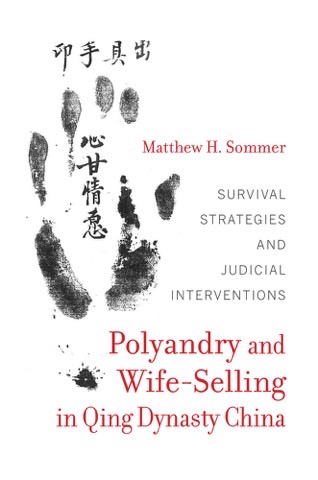 印手具出
心甘情愿
Matthew H. Sommer
SURVIVAL
STRATEGIES
AND
JUDICIAL
INTERVENTIONS
Polyandry and
Wife-Selling
in Qing Dynasty China